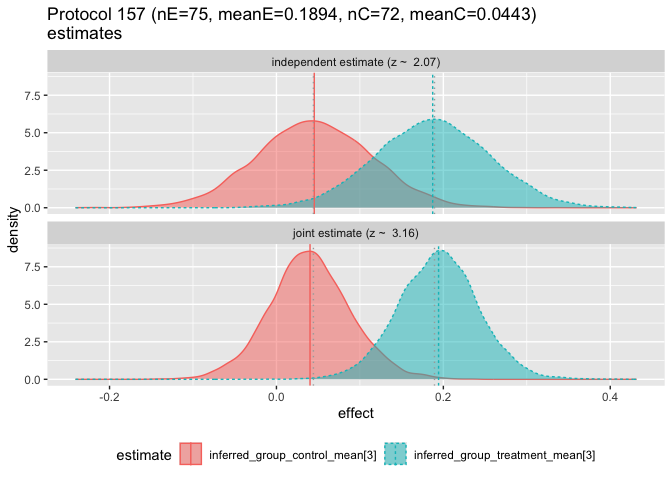 Protocol 157 (nE=75, meanE=0.1894, nC=72, meanC=0.0443)
estimates
independent estimate (z ~ 2.07)
7.5
5.0
2.5
0.0
joint estimate (z ~ 3.16)
7.5
5.0
2.5
0.0
density
-0.2 0.0 0.2 0.4
effect
estimate inferred_group_control_mean[3] inferred_group_treatment_mean[3]